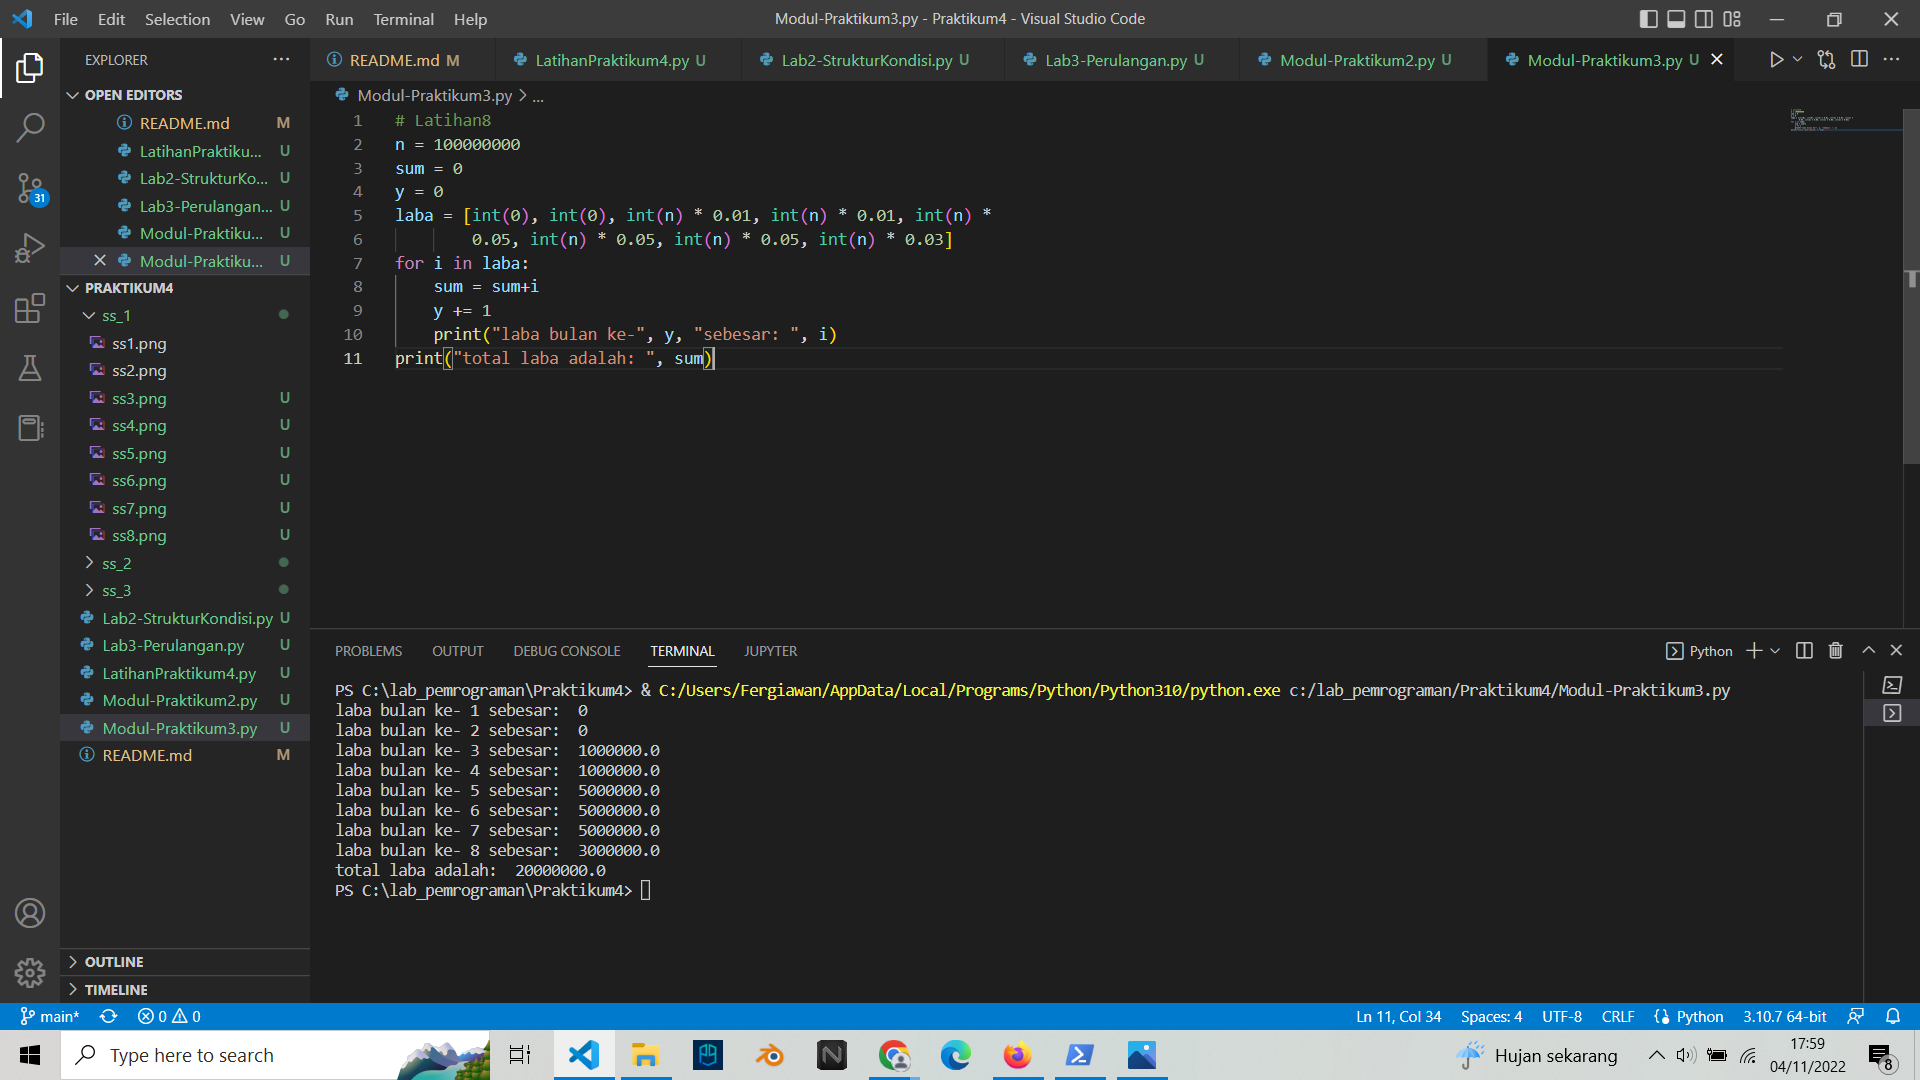 File Edit Selection View Go Run Terminal Help
Modul-Praktikum3.py - Praktikum4 - Visual Studio Code
EXPLORER
OPEN EDITORS
README.md M
LatihanPraktiku... U
Lab2-StrukturKo... U
Lab3-Perulangan... U
Modul-Praktiku... U
Modul-Praktiku... U
PRAKTIKUM4
ss_1
ss1.png
ss2.png
ss3.png U
ss4.png U
ss5.png U
ss6.png U
ss7.png U
ss8.png U
ss_2
ss_3
Lab2-StrukturKondisi.py U
Lab3-Perulangan.py U
LatihanPraktikum4.py U
Modul-Praktikum2.py U
Modul-Praktikum3.py U
README.md M
OUTLINE
TIMELINE
31
README.md M LatihanPraktikum4.py U Lab2-StrukturKondisi.py U Lab3-Perulangan.py U Modul-Praktikum2.py U Modul-Praktikum3.py U
Modul-Praktikum3.py > ...
1 # Latihan8
2 n = 100000000
3 sum = 0
4 y = 0
5 laba = [int(0), int(0), int(n) * 0.01, int(n) * 0.01, int(n) *
6 0.05, int(n) * 0.05, int(n) * 0.05, int(n) * 0.03]
7 for i in laba:
8 sum = sum+i
9 y += 1
10 print("laba bulan ke-", y, "sebesar: ", i)
11 print("total laba adalah: ", sum)
PROBLEMS OUTPUT DEBUG CONSOLE TERMINAL JUPYTER
Python
PS C:\lab_pemrograman\Praktikum4> & C:/Users/Fergiawan/AppData/Local/Programs/Python/Python310/python.exe c:/lab_pemrograman/Praktikum4/Modul-Praktikum3.py
laba bulan ke- 1 sebesar:  0
laba bulan ke- 2 sebesar:  0
laba bulan ke- 3 sebesar:  1000000.0
laba bulan ke- 4 sebesar:  1000000.0
laba bulan ke- 5 sebesar:  5000000.0
laba bulan ke- 6 sebesar:  5000000.0
laba bulan ke- 7 sebesar:  5000000.0
laba bulan ke- 8 sebesar:  3000000.0
total laba adalah:  20000000.0
PS C:\lab_pemrograman\Praktikum4>
main* 0 0 Ln 11, Col 34 Spaces: 4 UTF-8 CRLF Python 3.10.7 64-bit
Type here to search
Hujan sekarang
17:59
04/11/2022
8